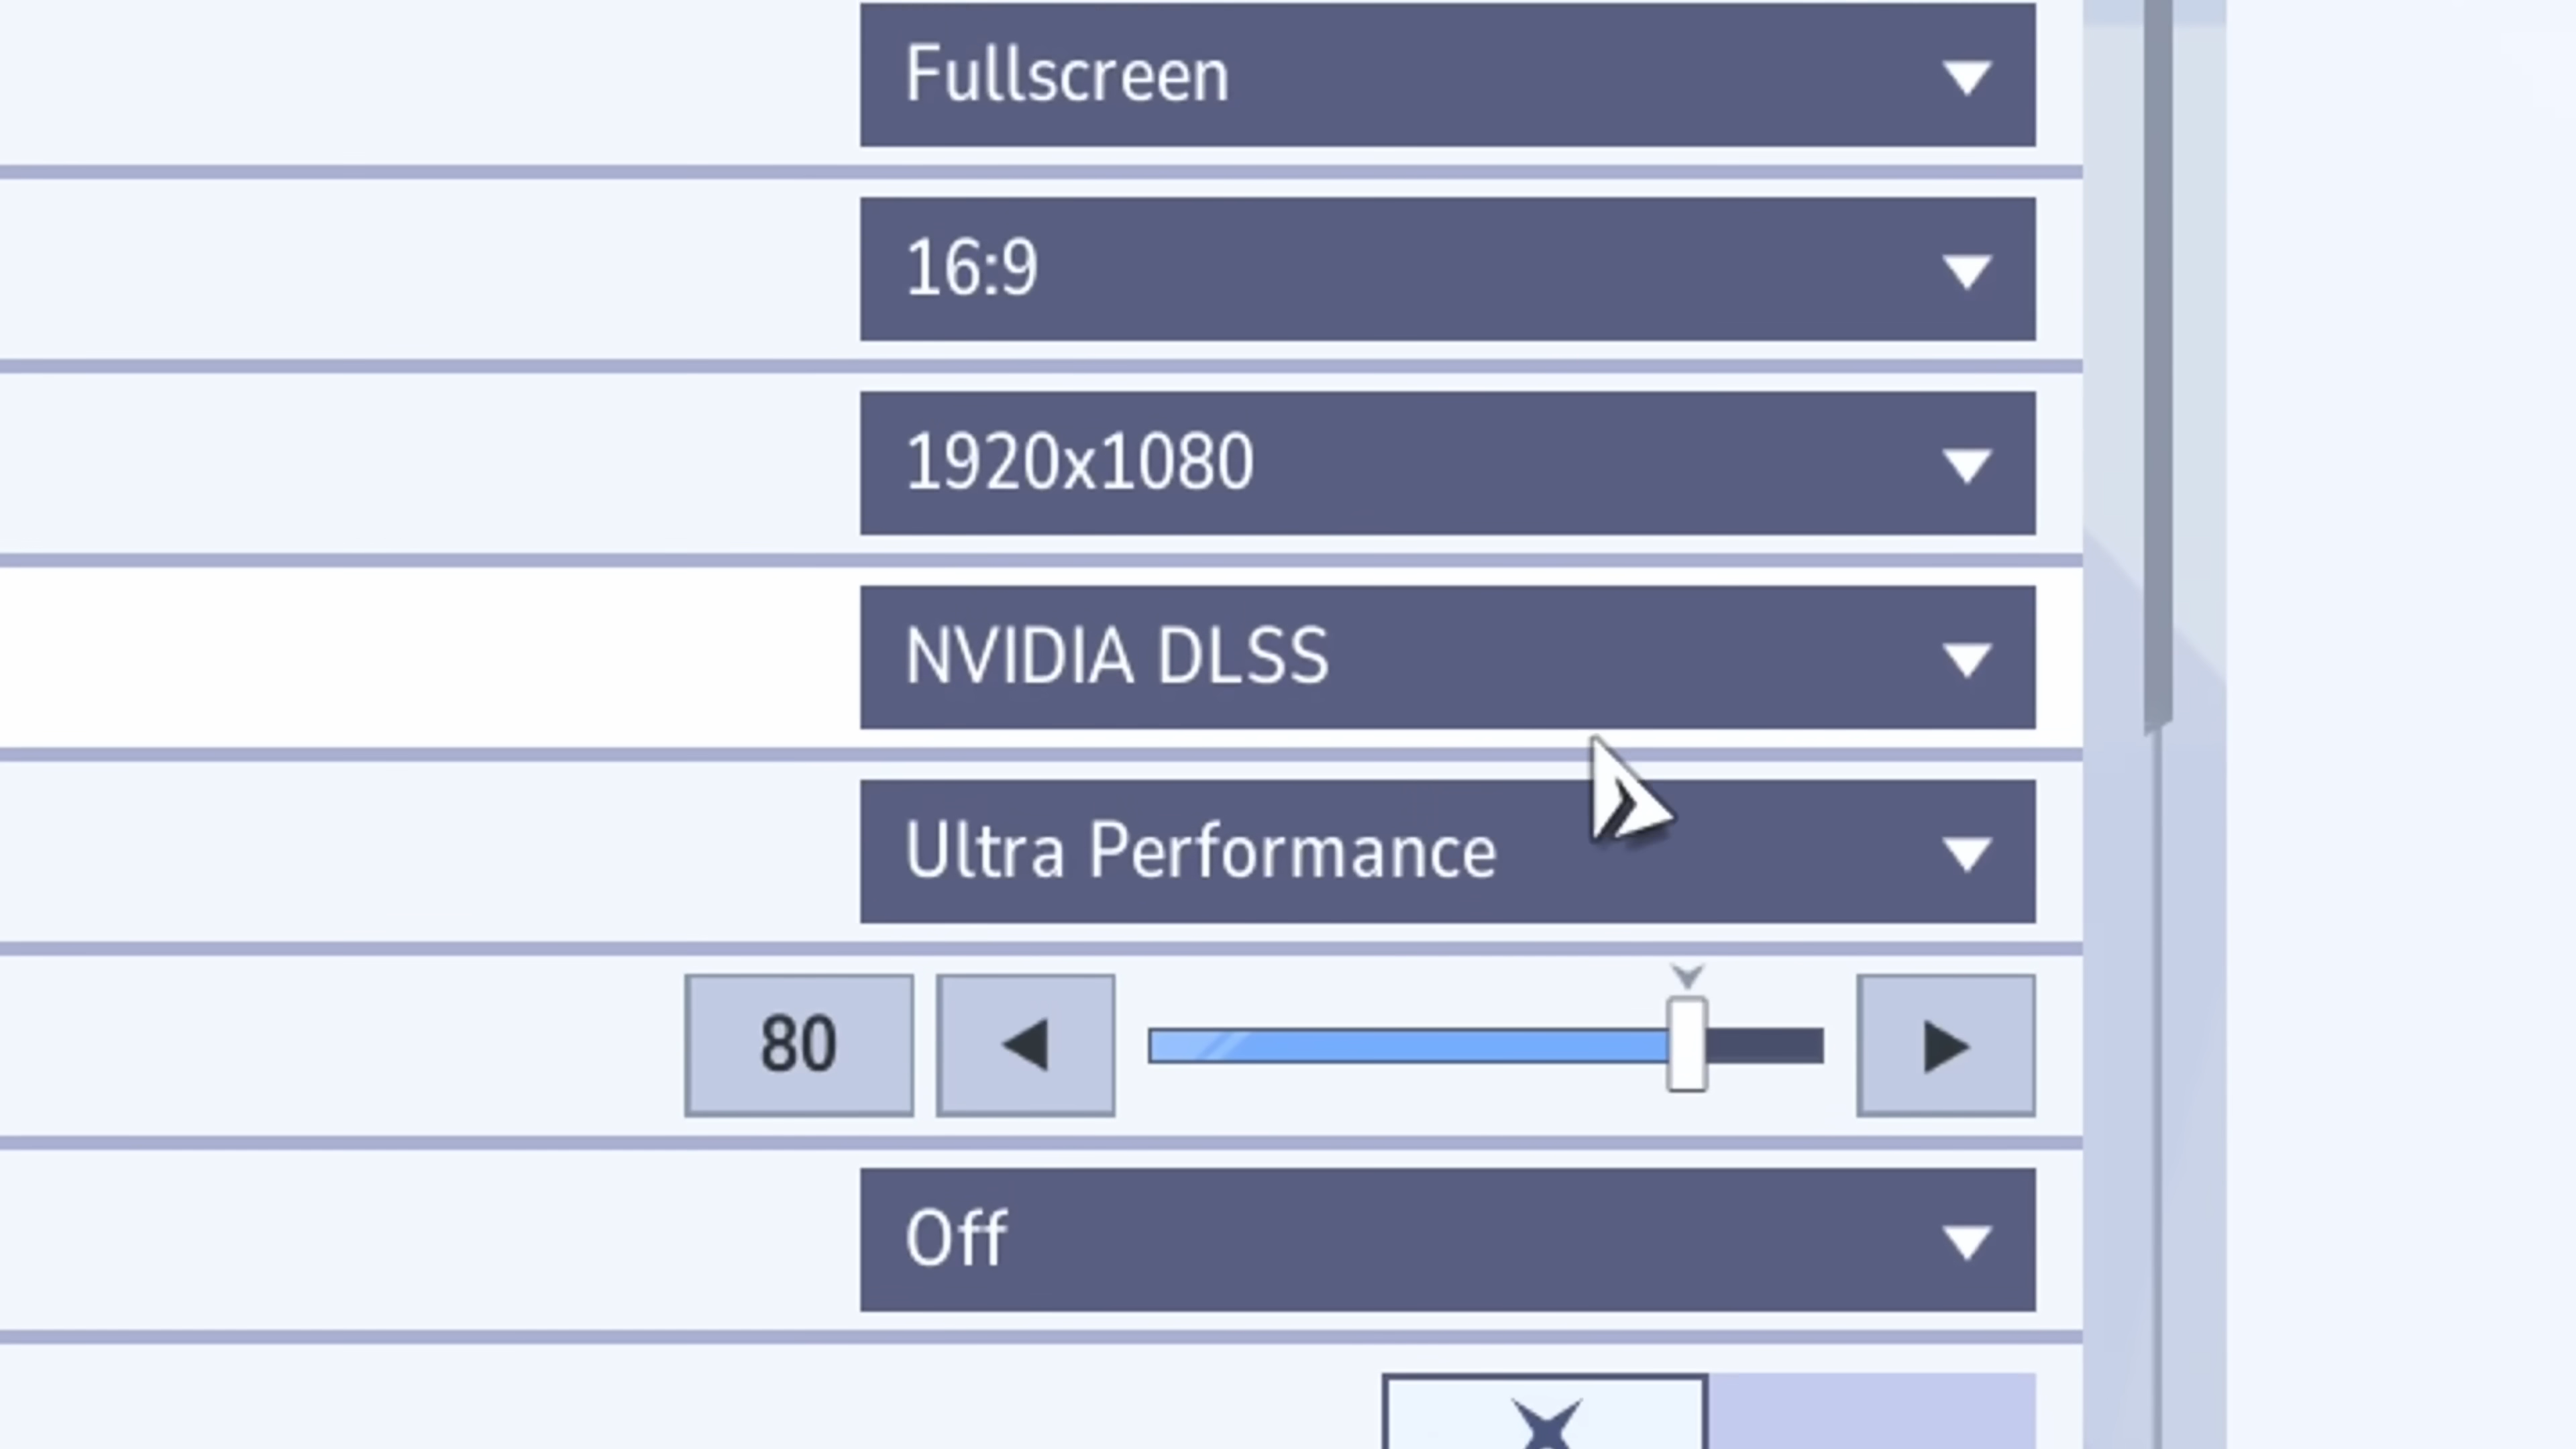 Fullscreen
16:9
1920x1080
NVIDIA DLSS
Ultra Performance
80
Off